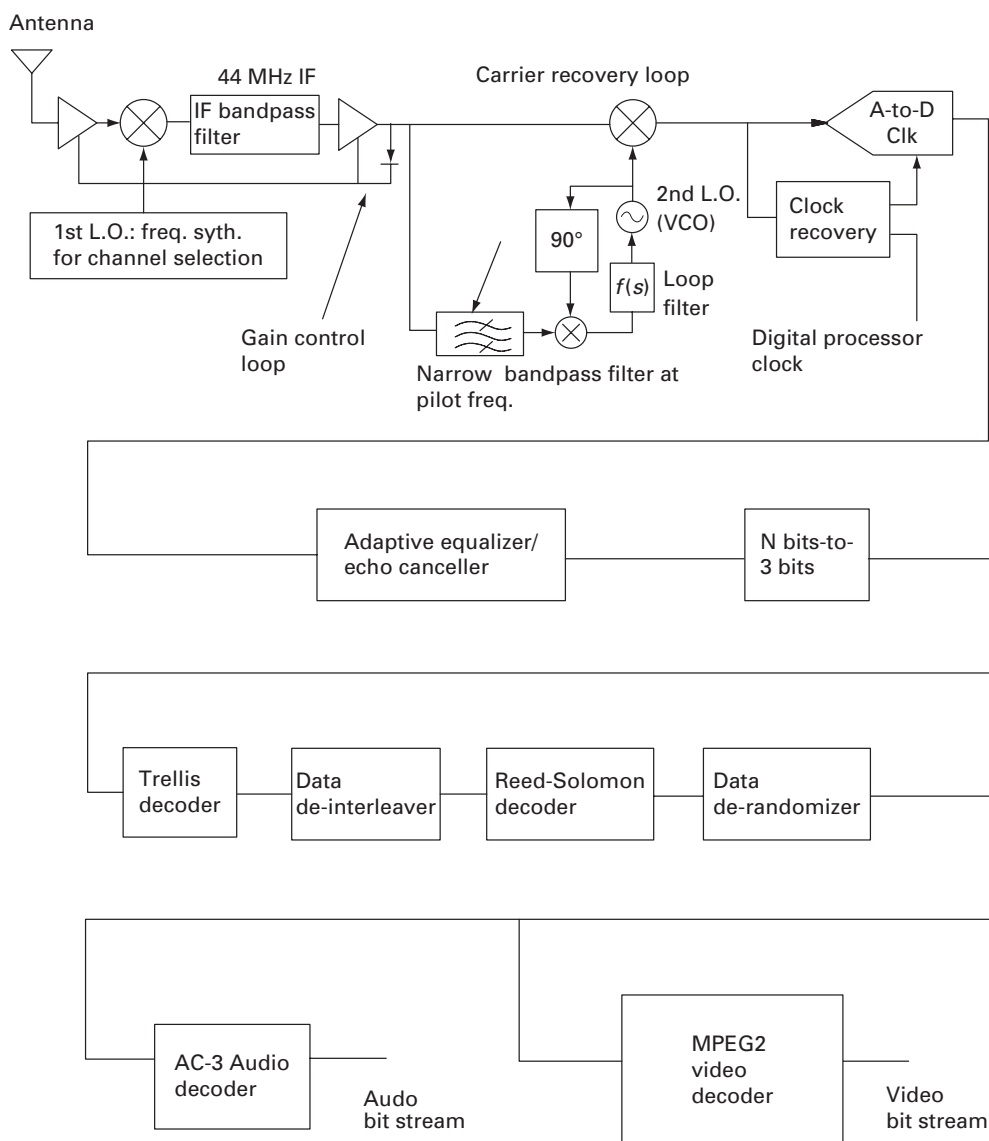 Antenna
44 MHz IF
Carrier recovery loop
IF bandpass
filter
A-to-D
Clk
1st L.O.: freq. syth.
for channel selection
90°
2nd L.O.
(VCO)
Clock
recovery
f(s)
Loop
filter
Gain control
loop
Narrow bandpass filter at
pilot freq.
Digital processor
clock
Adaptive equalizer/
echo canceller
N bits-to-
3 bits
Trellis
decoder
Data
de-interleaver
Reed-Solomon
decoder
Data
de-randomizer
AC-3 Audio
decoder
Audo
bit stream
MPEG2
video
decoder
Video
bit stream